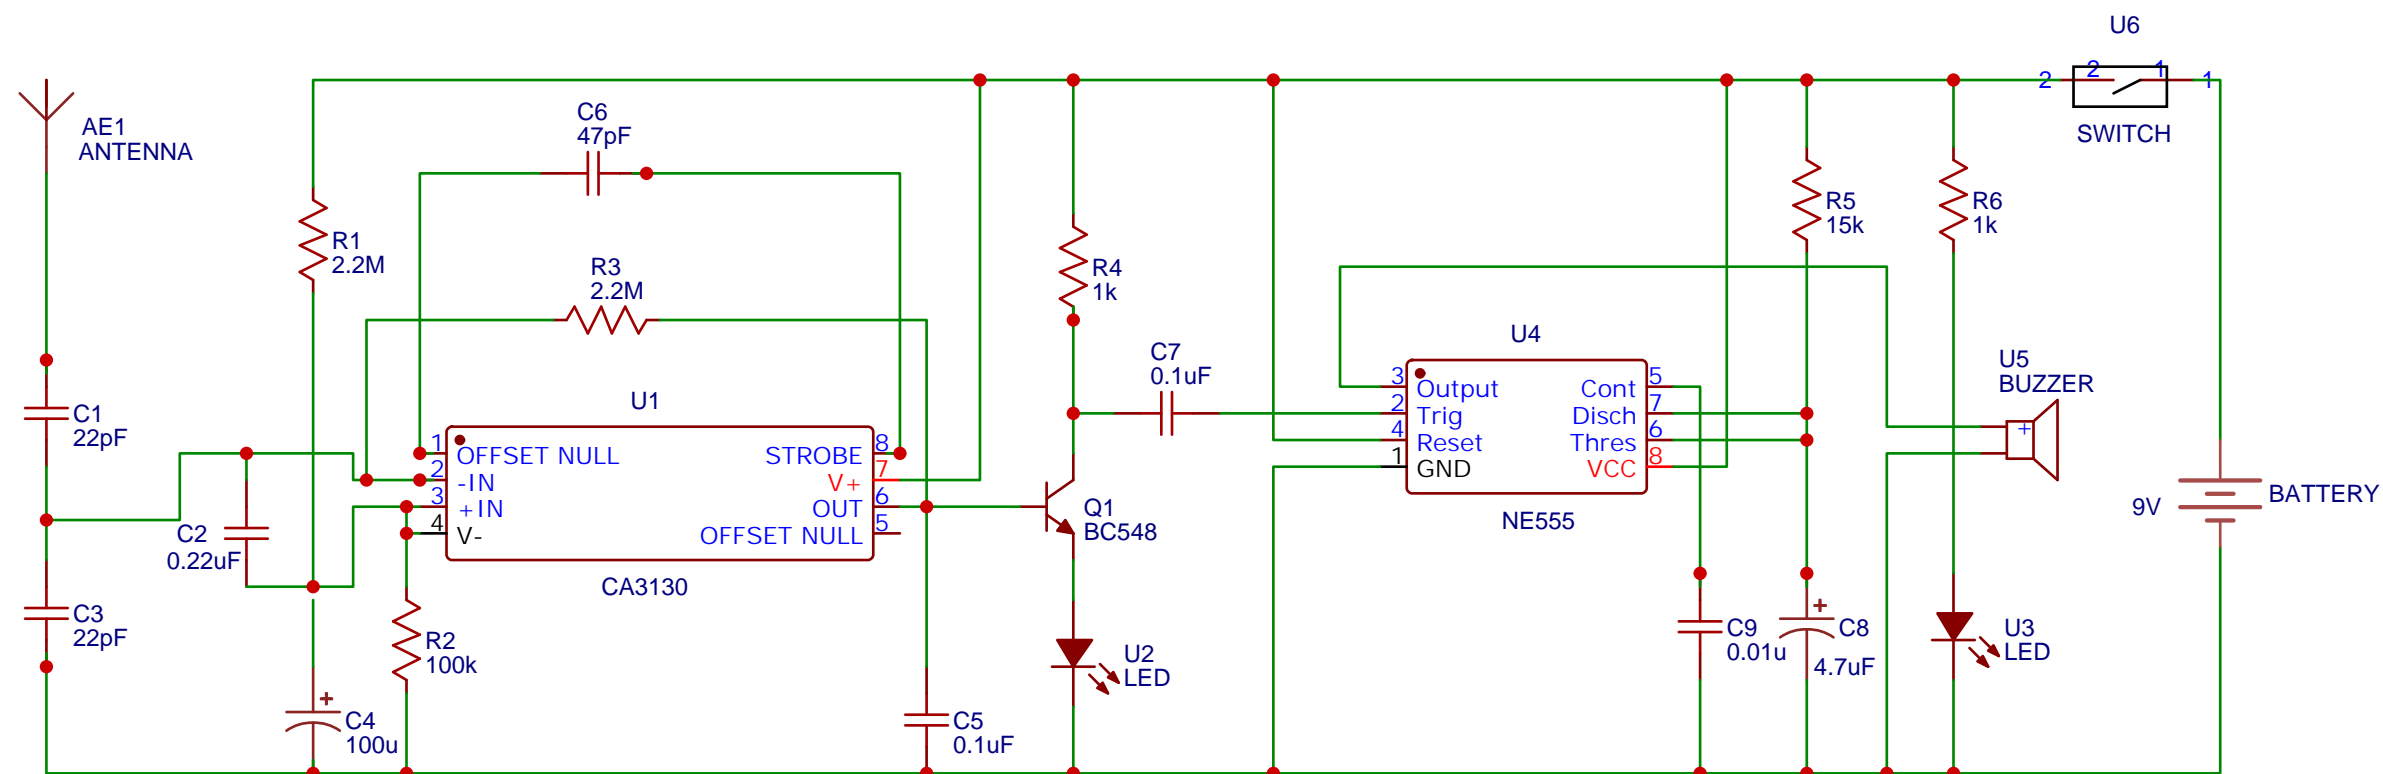 U6
2
2
1
1
SWITCH
AE1
ANTENNA
C6
47pF
R1
2.2M
R3
2.2M
R4
1k
R5
15k
R6
1k
C7
0.1uF
U4
3 Output Cont 5
2 Trig Disch 7
4 Reset Thres 6
1 GND VCC 8
NE555
U5
BUZZER
+
C1
22pF
U1
1 OFFSET NULL STROBE 8
2 -IN V+ 7
3 +IN OUT 6
4 V- OFFSET NULL 5
CA3130
C2
0.22uF
Q1
BC548
9V
BATTERY
C3
22pF
R2
100k
U2
LED
C9
0.01u
+
C8
4.7uF
U3
LED
+
C4
100u
C5
0.1uF